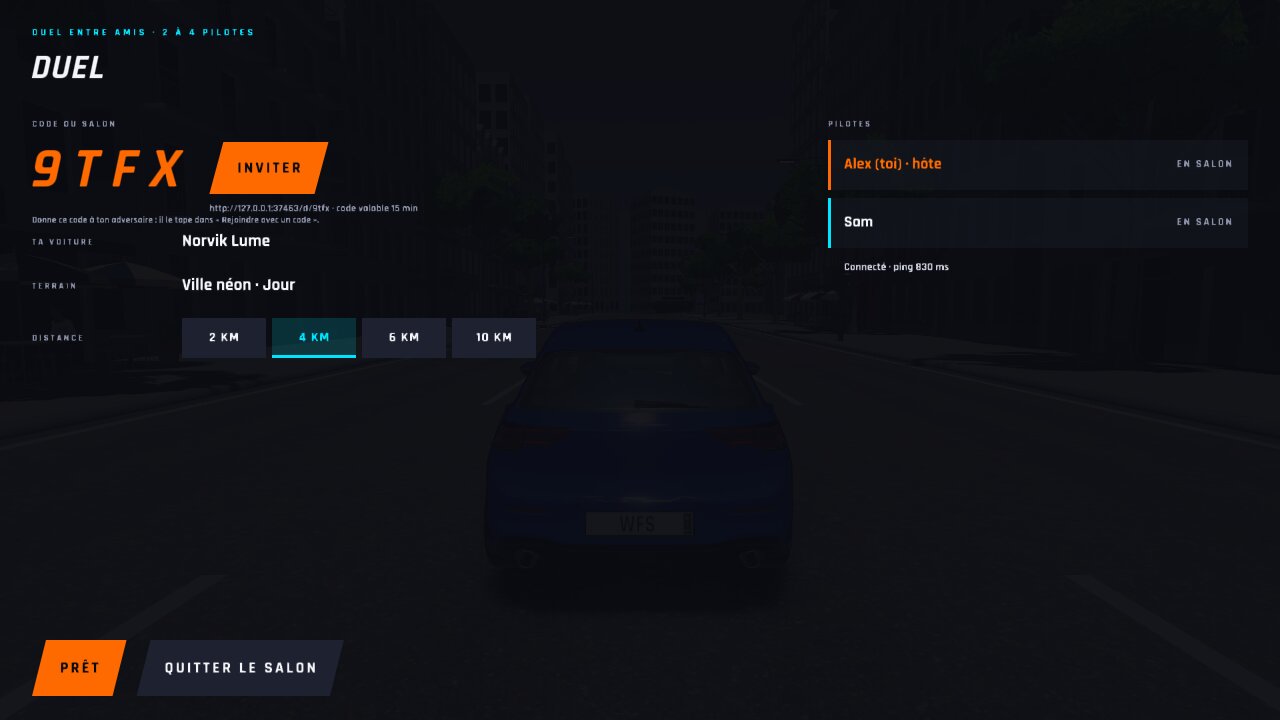 DUEL ENTRE AMIS · 2 À 4 PILOTES
DUEL
CODE DU SALON
9TFX
INVITER
http://127.0.0.1:37463/d/9tfx · code valable 15 min
Donne ce code à ton adversaire : il le tape dans « Rejoindre avec un code ».
TA VOITURE
Norvik Lume
TERRAIN
Ville néon · Jour
DISTANCE
2 KM
4 KM
6 KM
10 KM
PILOTES
Alex (toi) · hôte
EN SALON
Sam
EN SALON
Connecté · ping 830 ms
WFS
PRÊT
QUITTER LE SALON